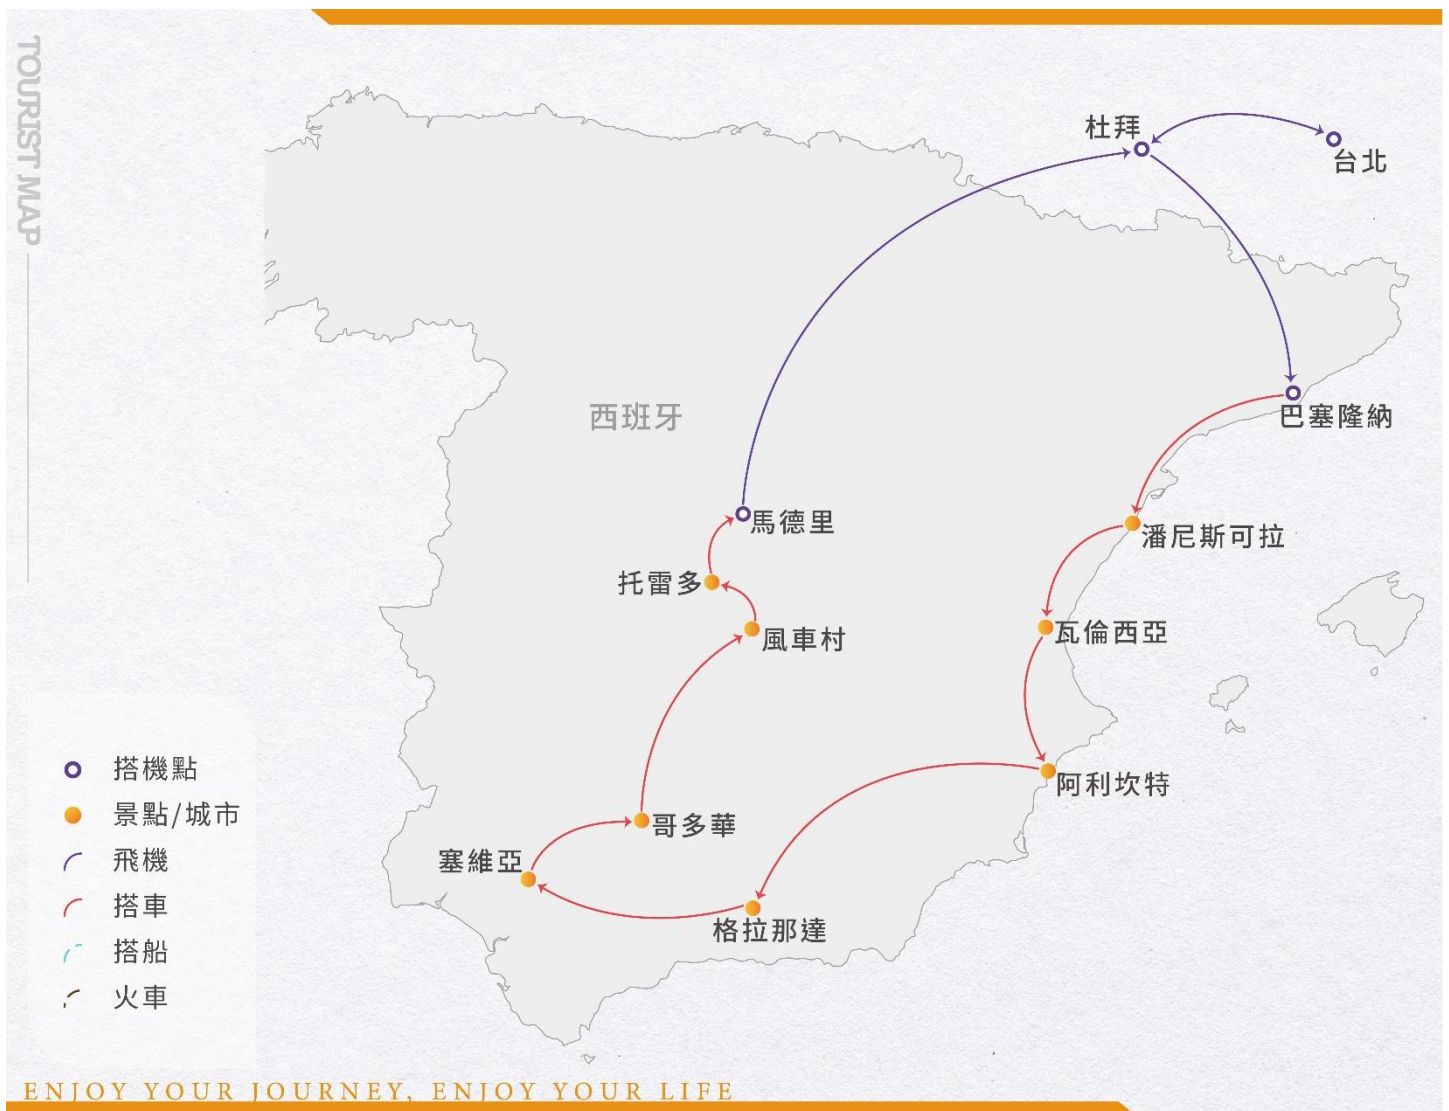 TOURIST MAP
杜拜
台北
西班牙
巴塞隆納
馬德里
潘尼斯可拉
托雷多
風車村
瓦倫西亞
阿利坎特
哥多華
塞維亞
格拉那達
搭機點
景點/城市
飛機
搭車
搭船
火車
ENJOY YOUR JOURNEY, ENJOY YOUR LIFE